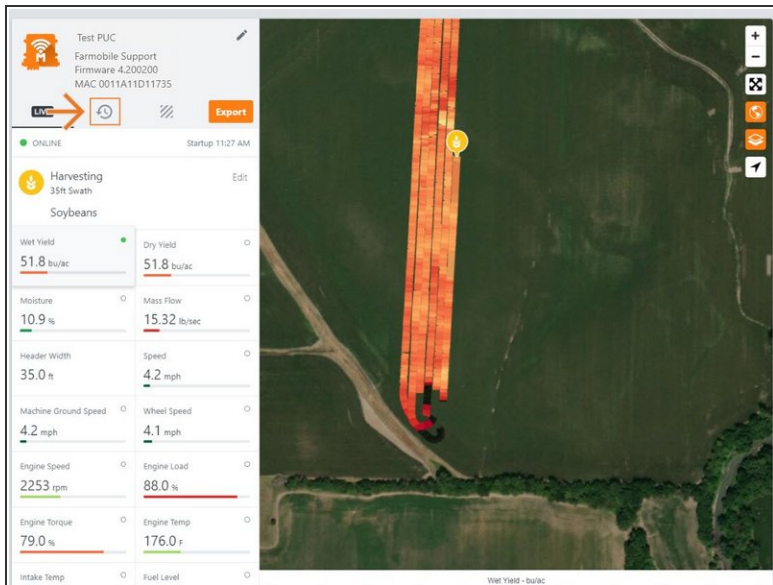 Test PUC
Farmobile Support
Firmware 4.200200
MAC 0011A11D11735
LIVE
Export
ONLINE
Startup 11:27 AM
Harvesting
35ft Swath
Edit
Soybeans
Wet Yield
51.8 bu/ac
Dry Yield
51.8 bu/ac
Moisture
10.9 %
Mass Flow
15.32 lb/sec
Header Width
35.0 ft
Speed
4.2 mph
Machine Ground Speed
4.2 mph
Wheel Speed
4.1 mph
Engine Speed
2253 rpm
Engine Load
88.0 %
Engine Torque
79.0 %
Engine Temp
176.0 F
Intake Temp
Fuel Level
Wet Yield - bu/ac